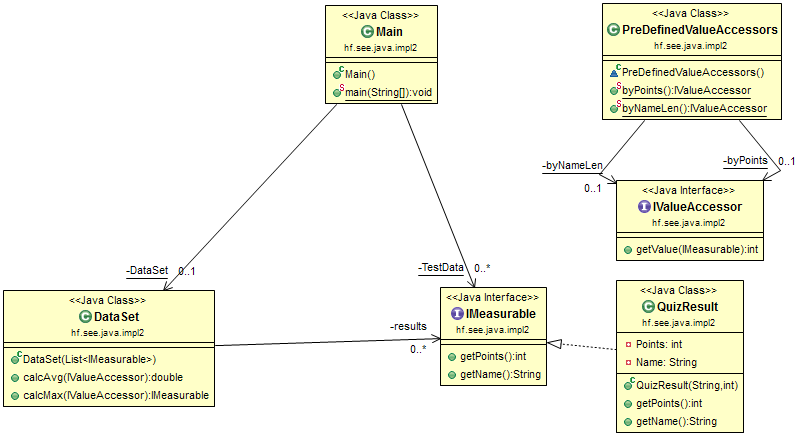 <<Java Class>>
Main
hf.see.java.impl2
Main()
main(String[]):void
<<Java Class>>
PreDefinedValueAccessors
hf.see.java.impl2
PreDefinedValueAccessors()
byPoints():IValueAccessor
byNameLen():IValueAccessor
-byNameLen
0..1
-byPoints
0..1
<<Java Interface>>
IValueAccessor
hf.see.java.impl2
getValue(IMeasurable):int
-DataSet
0..1
-TestData
0..*
<<Java Class>>
DataSet
hf.see.java.impl2
DataSet(List<IMeasurable>)
calcAvg(IValueAccessor):double
calcMax(IValueAccessor):IMeasurable
-results
0..*
<<Java Interface>>
IMeasurable
hf.see.java.impl2
getPoints():int
getName():String
<<Java Class>>
QuizResult
hf.see.java.impl2
Points: int
Name: String
QuizResult(String,int)
getPoints():int
getName():String